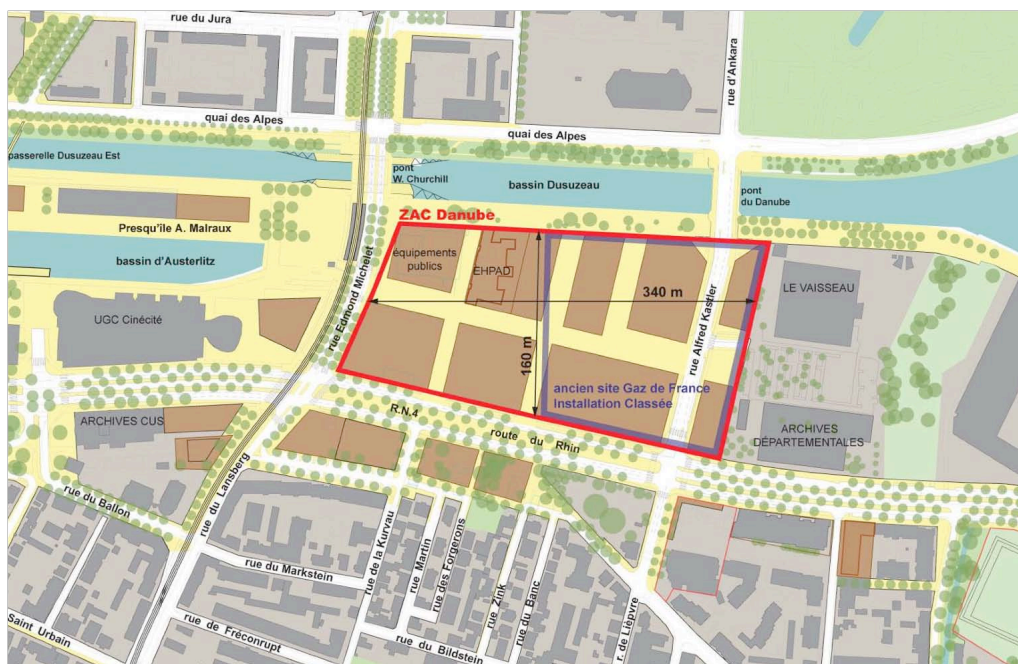 rue du Jura
rue d'Ankara
quai des Alpes
quai des Alpes
passerelle Dusuzeau Est
pont
W. Churchill
bassin Dusuzeau
pont
du Danube
ZAC Danube
Presqu'île A. Malraux
bassin d'Austerlitz
équipements
publics
EHPAD
LE VAISSEAU
340 m
160 m
UGC Cinécité
rue Edmond Michelet
rue Alfred Kastler
ancien site Gaz de France
Installation Classée
R.N.4
route du Rhin
ARCHIVES CUS
ARCHIVES
DÉPARTEMENTALES
rue du Ballon
rue du Lansberg
rue de la Kurvau
rue Martin
rue des Forgerons
rue Zink
rue du Banc
r. de Lièpvre
rue du Markstein
rue de Fréconrupt
rue du Bildstein
Saint Urbain